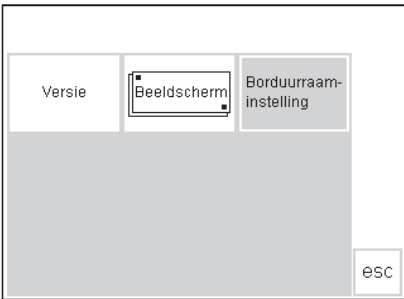 Versie
Beeldscherm
Borduurraam-
instelling
esc